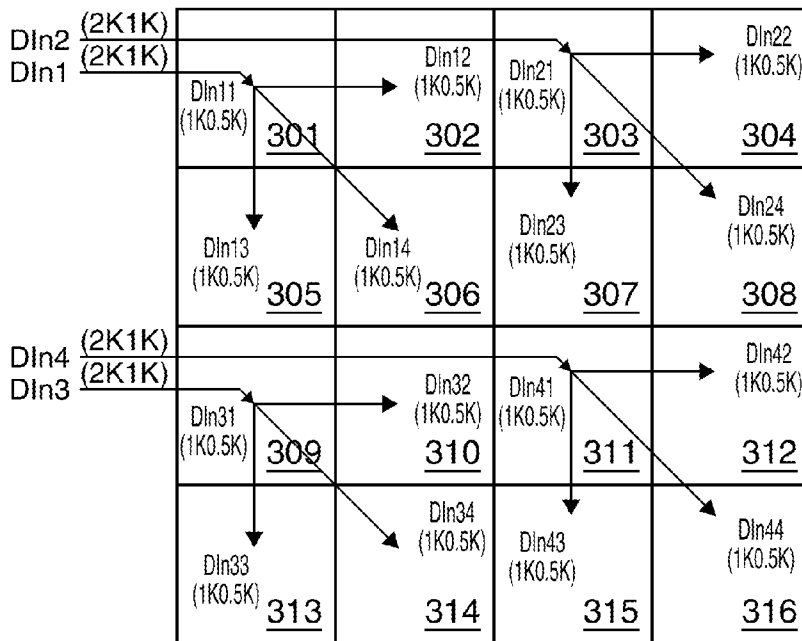 DIn2 (2K1K)
DIn1 (2K1K)
DIn11
(1K0.5K)
301
DIn12
(1K0.5K)
302
DIn21
(1K0.5K)
303
DIn22
(1K0.5K)
304
DIn13
(1K0.5K)
305
DIn14
(1K0.5K)
306
DIn23
(1K0.5K)
307
DIn24
(1K0.5K)
308
DIn4 (2K1K)
DIn3 (2K1K)
DIn31
(1K0.5K)
309
DIn32
(1K0.5K)
310
DIn41
(1K0.5K)
311
DIn42
(1K0.5K)
312
DIn33
(1K0.5K)
313
DIn34
(1K0.5K)
314
DIn43
(1K0.5K)
315
DIn44
(1K0.5K)
316